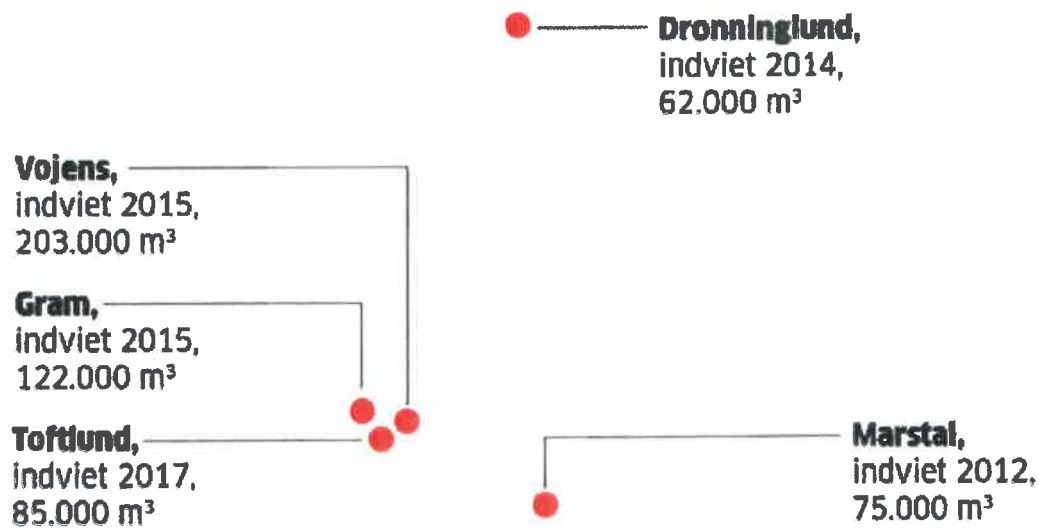 Dronninglund,
indviet 2014,
62.000 m³
Vojens,
indviet 2015,
203.000 m³
Gram,
indviet 2015,
122.000 m³
Toftlund,
indviet 2017,
85.000 m³
Marstal,
indviet 2012,
75.000 m³